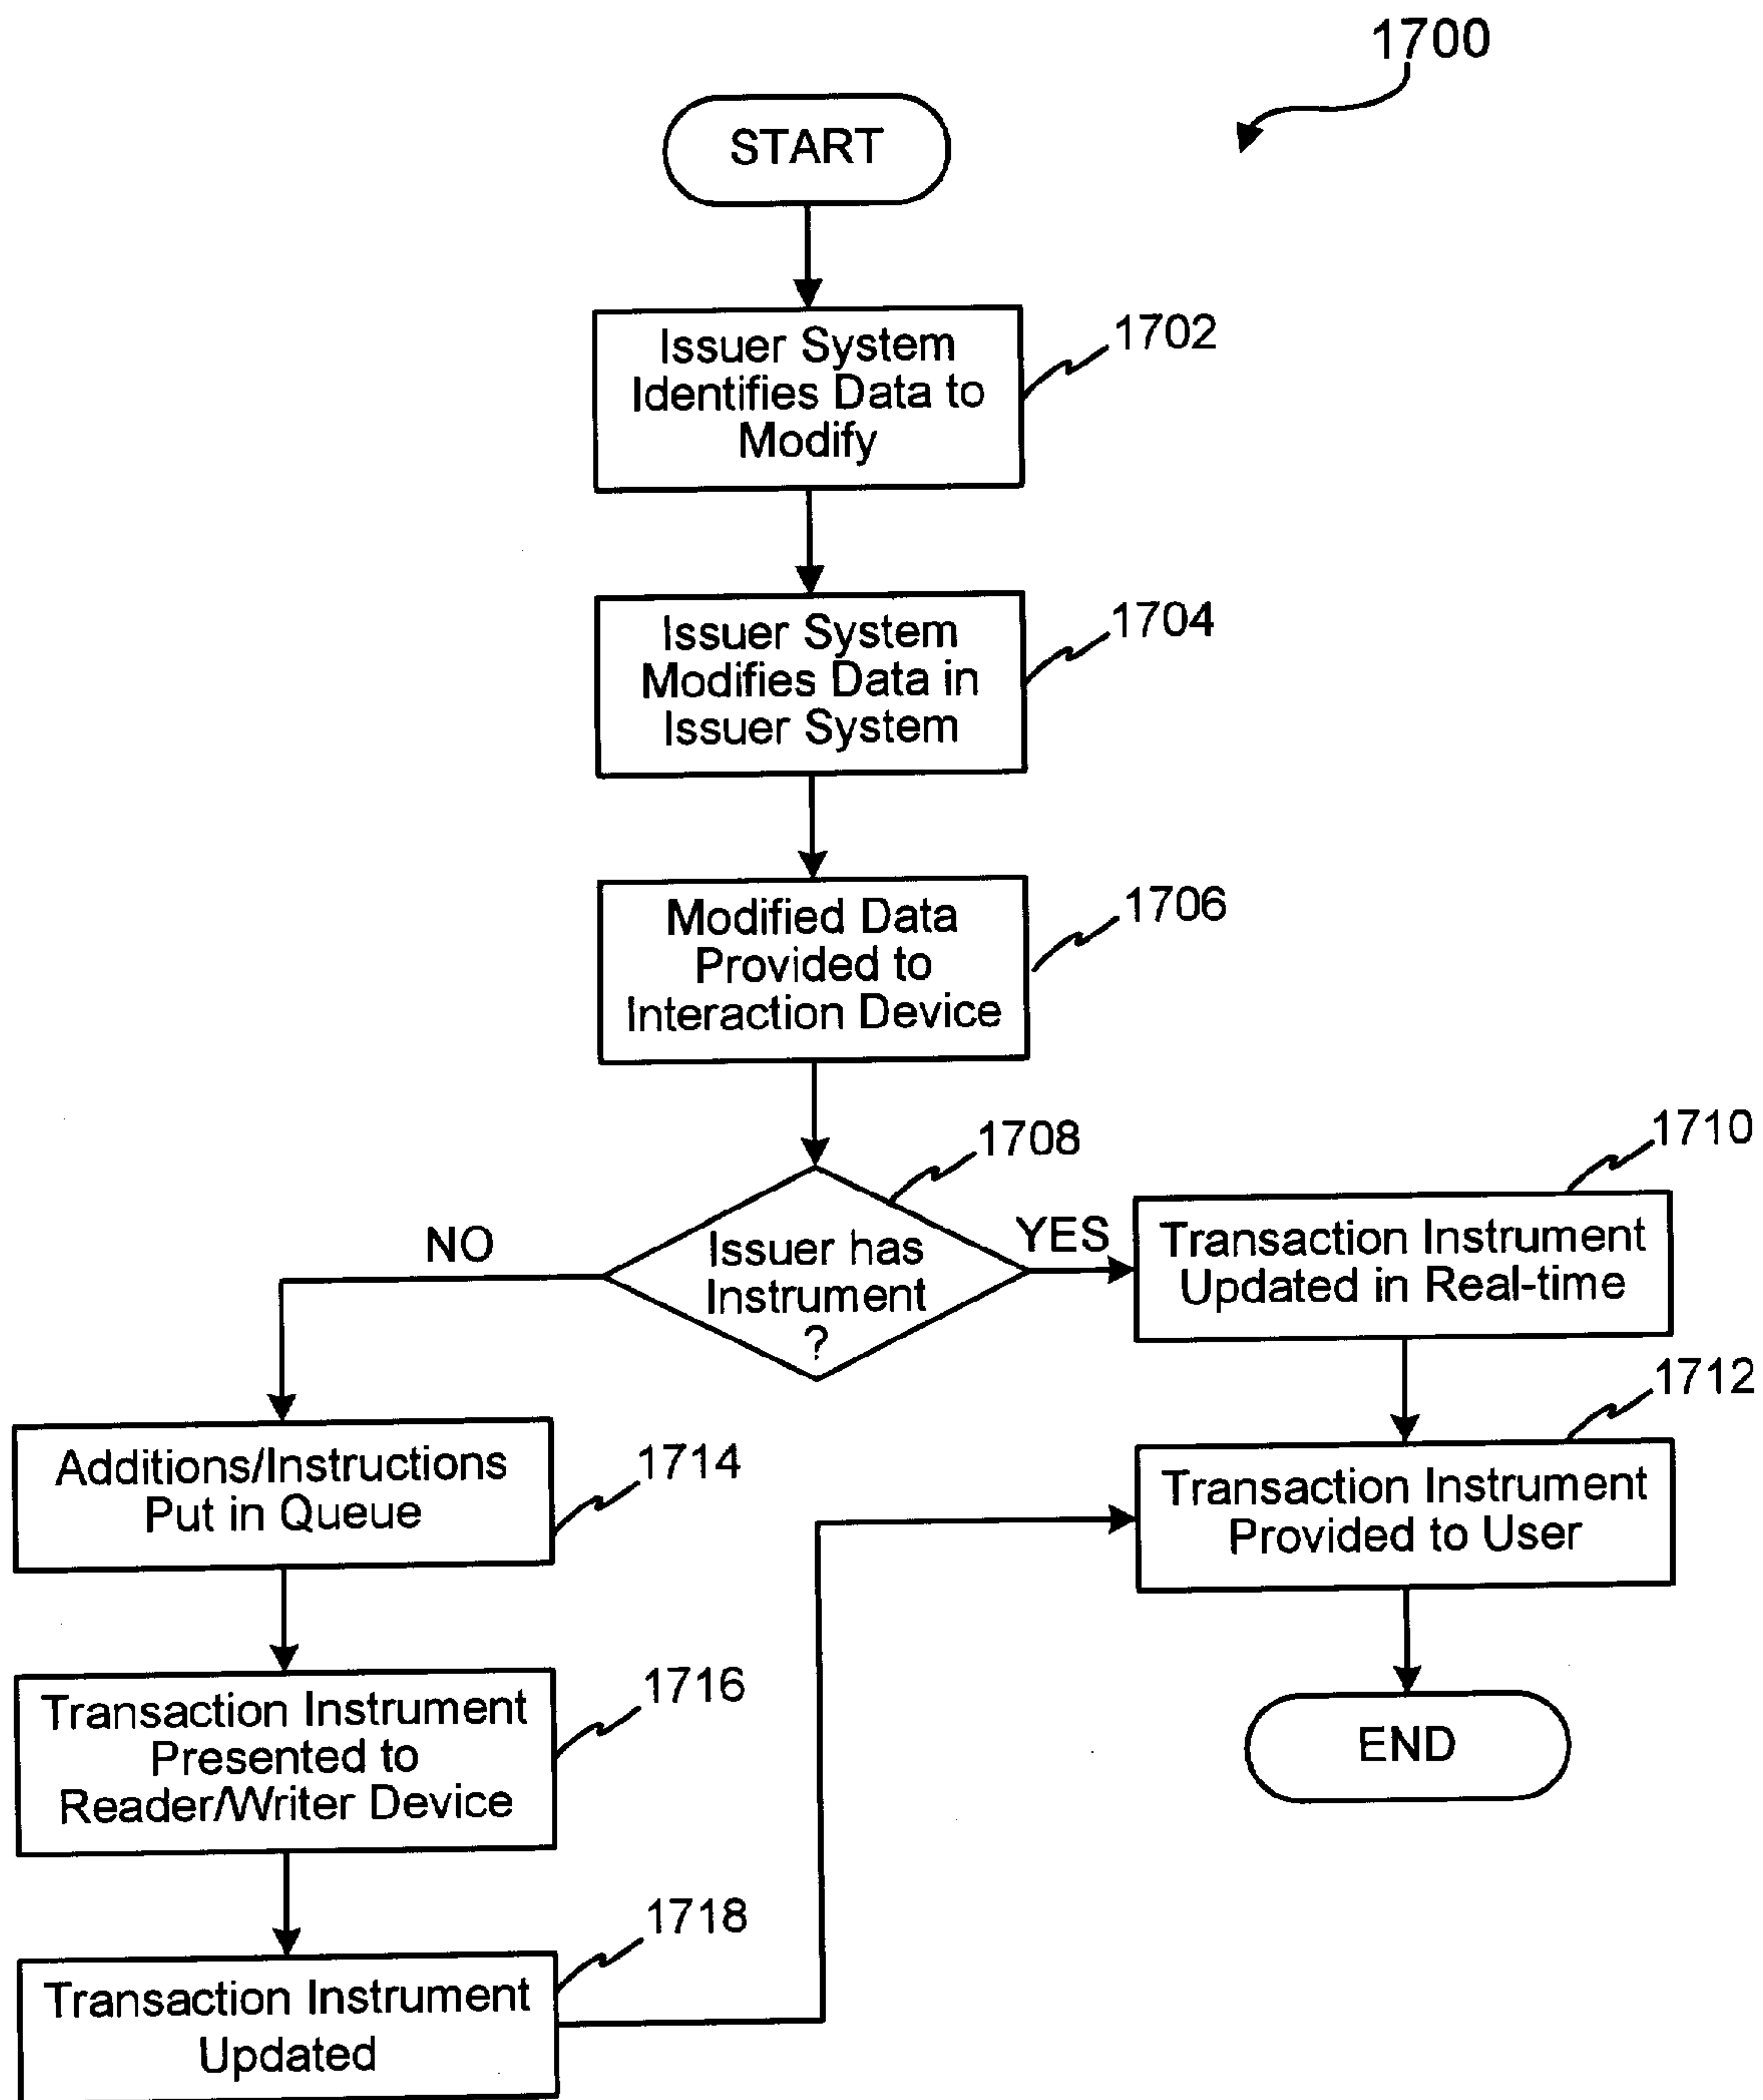 1700
START
Issuer System
Identifies Data to
Modify
1702
Issuer System
Modifies Data in
Issuer System
1704
Modified Data
Provided to
Interaction Device
1706
1708
Issuer has
Instrument
?
NO
YES
1710
Transaction Instrument
Updated in Real-time
1712
Transaction Instrument
Provided to User
END
Additions/Instructions
Put in Queue
1714
Transaction Instrument
Presented to
Reader/Writer Device
1716
Transaction Instrument
Updated
1718